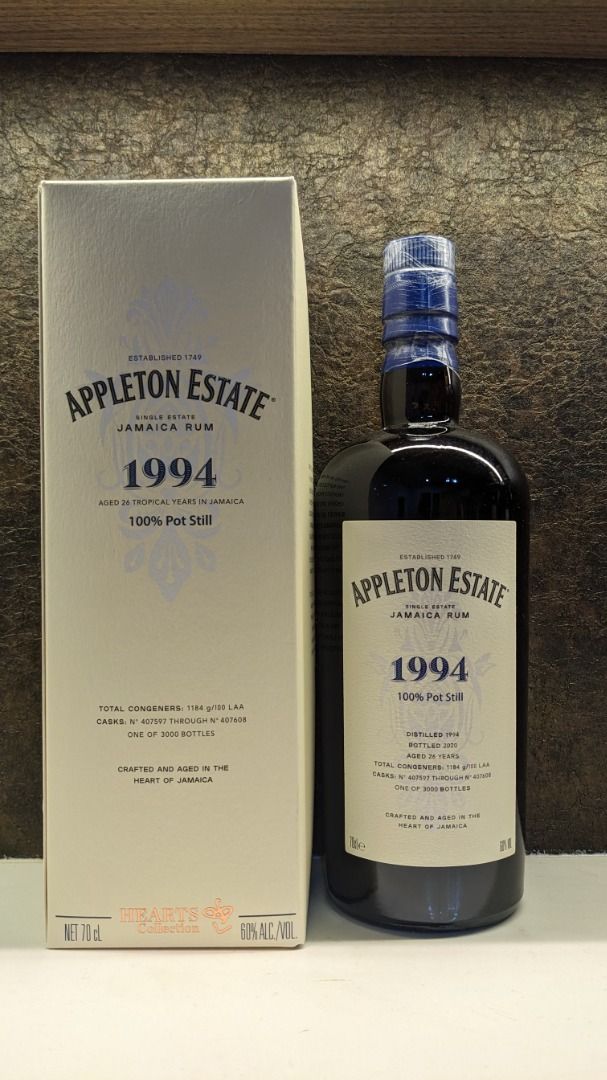 ESTABLISHED 1749
APPLETON ESTATE®
SINGLE ESTATE
JAMAICA RUM
1994
AGED 26 TROPICAL YEARS IN JAMAICA
100% Pot Still
TOTAL CONGENERS: 1184 g/100 LAA
CASKS: N° 407597 THROUGH N° 407608
ONE OF 3000 BOTTLES
CRAFTED AND AGED IN THE
HEART OF JAMAICA
HEARTS
Collection
NET 70 cL
60% ALC./VOL.
ESTABLISHED 1749
APPLETON ESTATE®
SINGLE ESTATE
JAMAICA RUM
1994
100% Pot Still
DISTILLED 1994
BOTTLED 2020
AGED 26 YEARS
TOTAL CONGENERS: 1184 g/100 LAA
CASKS: N° 407597 THROUGH N° 407608
ONE OF 3000 BOTTLES
CRAFTED AND AGED IN THE
HEART OF JAMAICA
70cl e
60% VOL